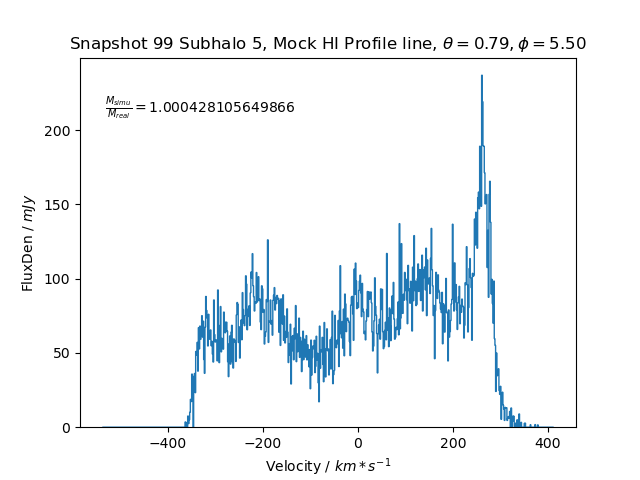 Snapshot 99 Subhalo 5, Mock HI Profile line, θ = 0.79, ϕ = 5.50
M_simu/M_real = 1.000428105649866
FluxDen / mJy
200
150
100
50
0
−400 −200 0 200 400
Velocity / km * s⁻¹